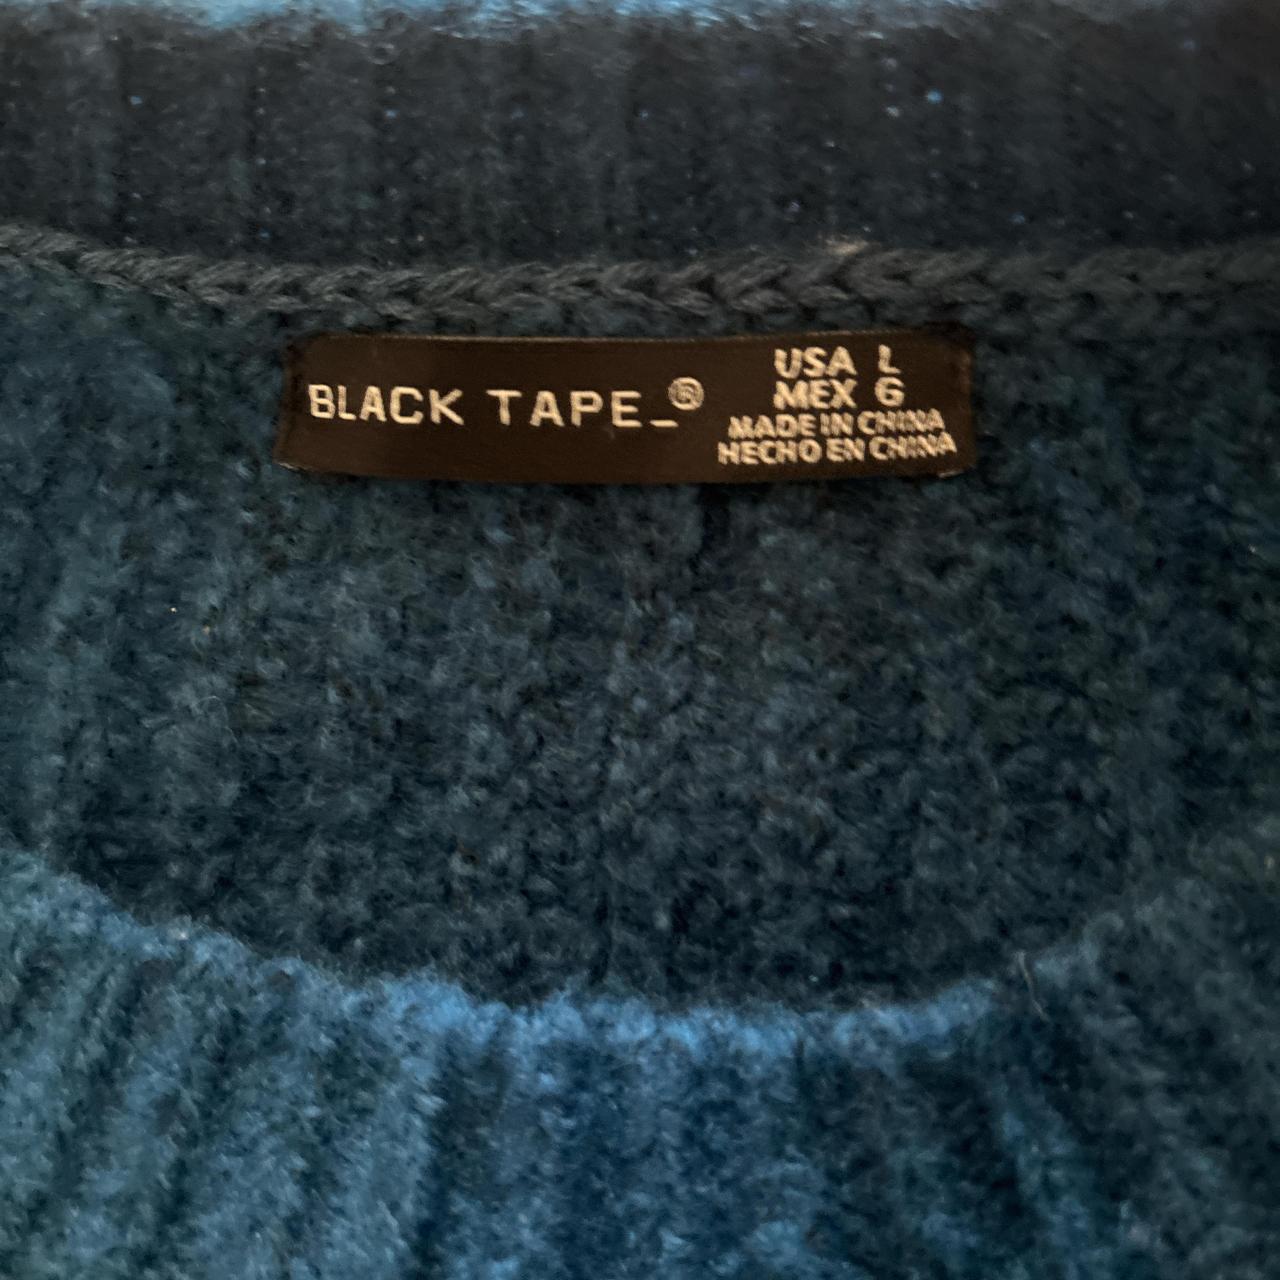 BLACK TAPE_®
USA L
MEX G
MADE IN CHINA
HECHO EN CHINA